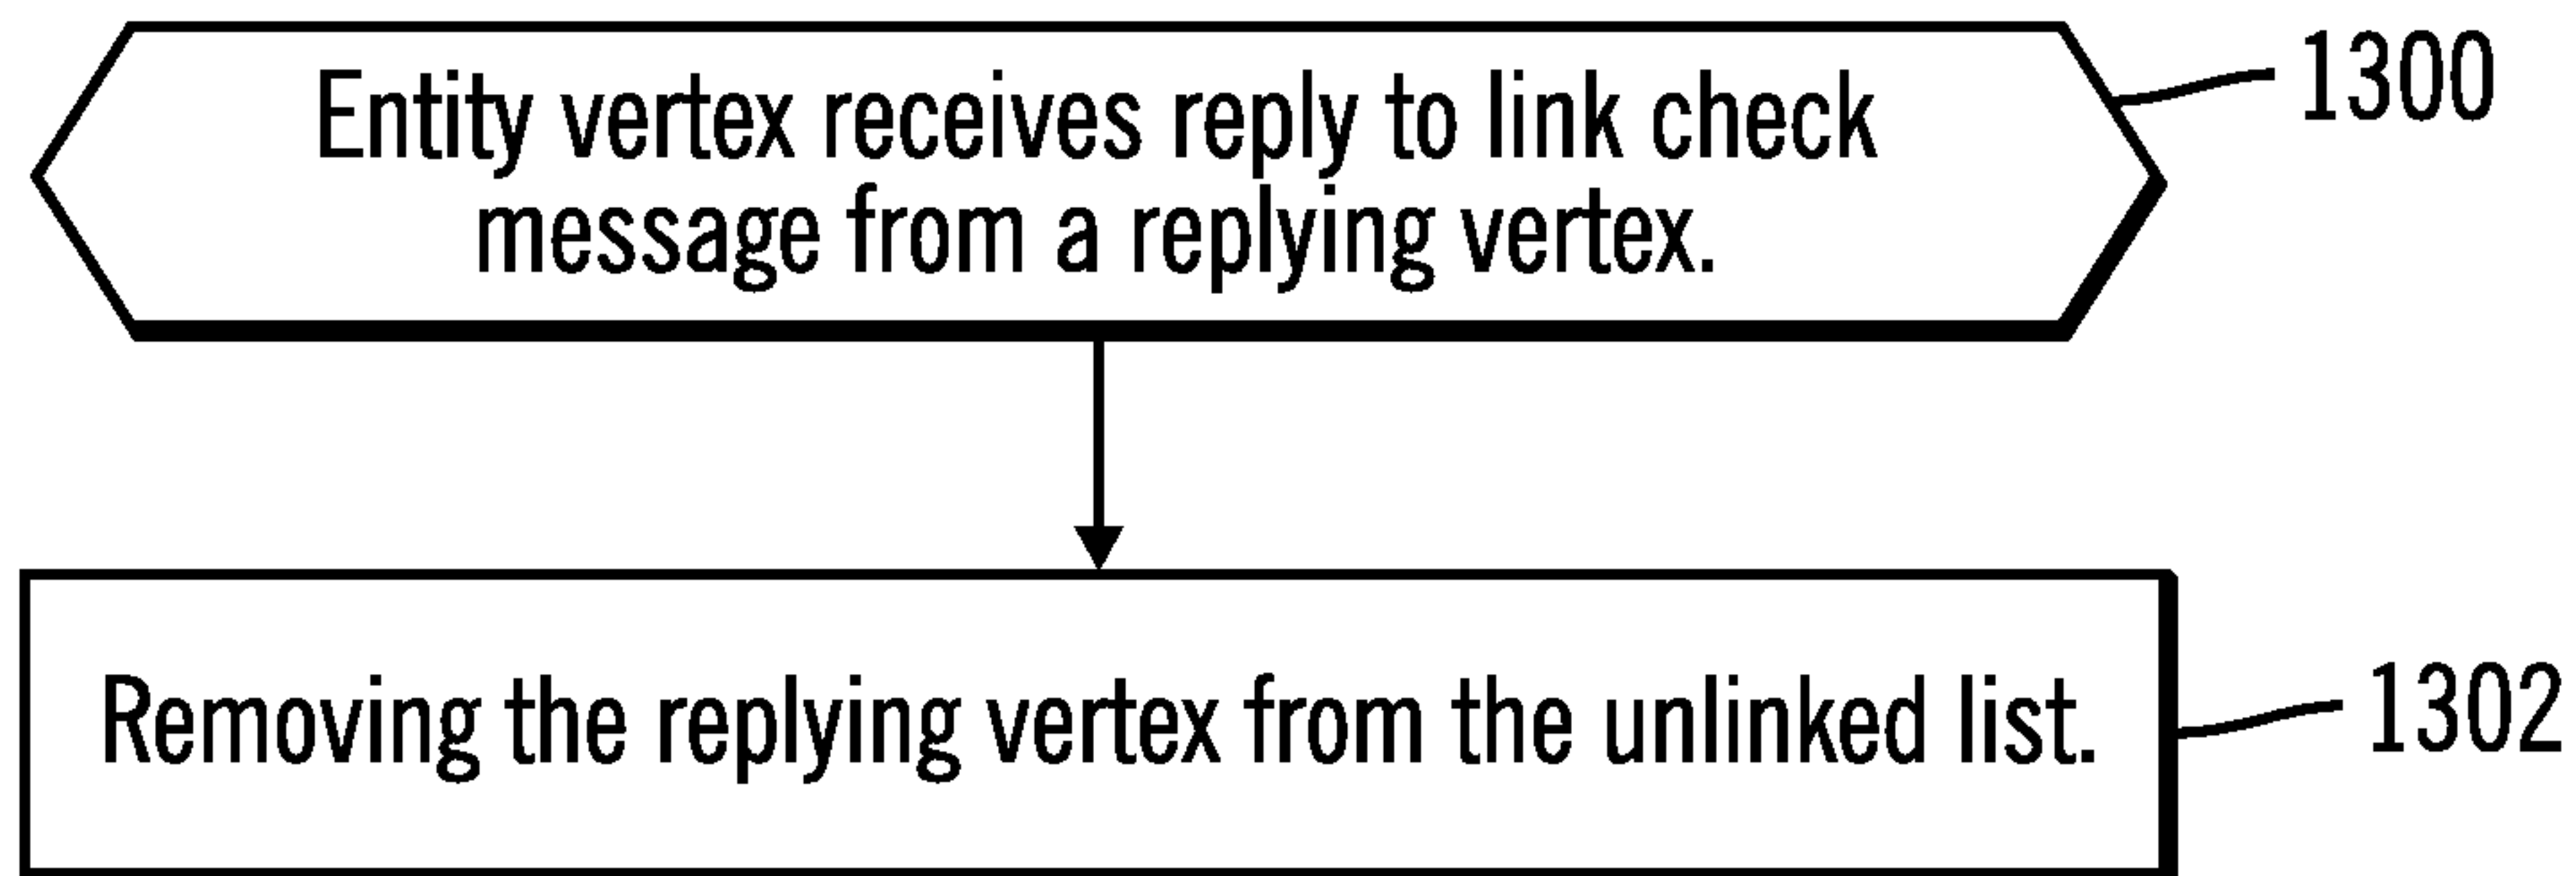 Entity vertex receives reply to link check
message from a replying vertex.
1300
Removing the replying vertex from the unlinked list.
1302